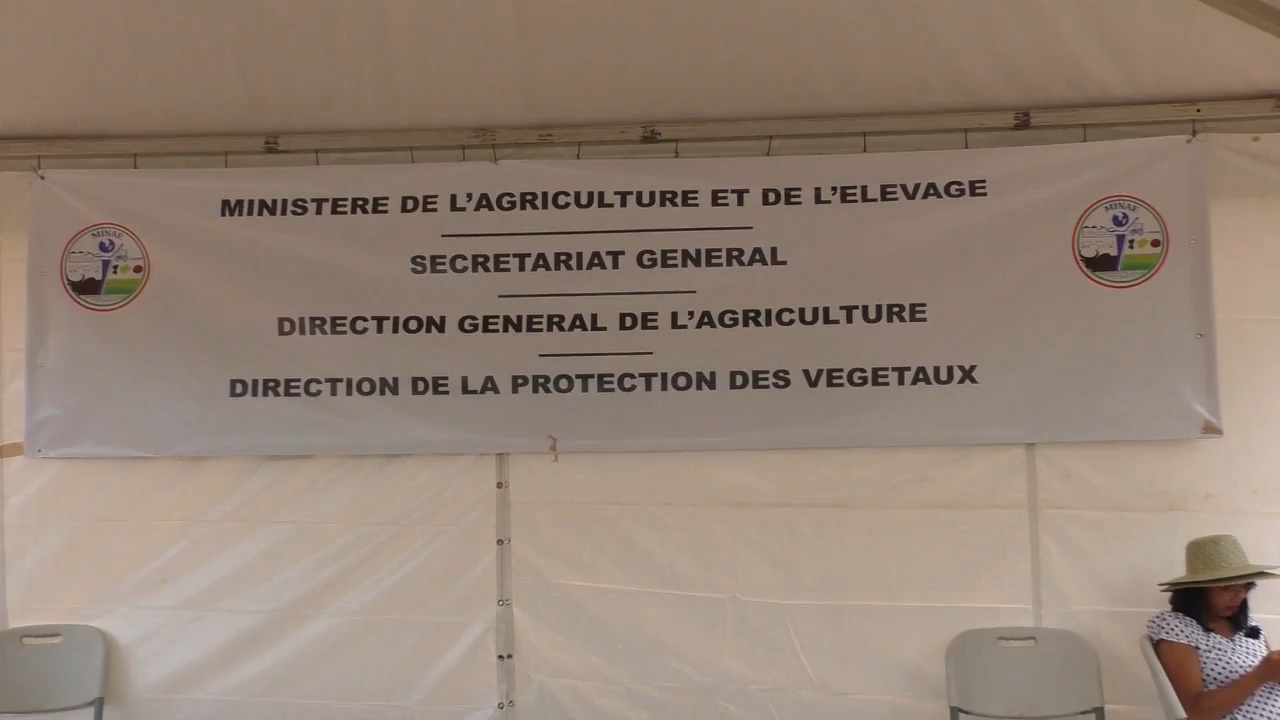 MINISTERE DE L'AGRICULTURE ET DE L'ELEVAGE
MINAE
MINAE
SECRETARIAT GENERAL
DIRECTION GENERAL DE L'AGRICULTURE
DIRECTION DE LA PROTECTION DES VEGETAUX